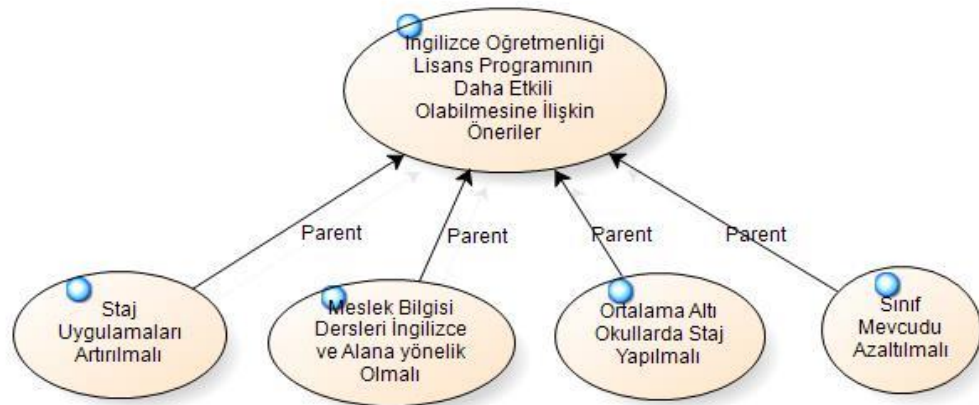 İngilizce Öğretmenliği
Lisans Programının
Daha Etkili
Olabilmesine İlişkin
Öneriler
Parent
Parent
Parent
Parent
Staj
Uygulamaları
Artırılmalı
Meslek Bilgisi
Dersleri İngilizce
ve Alana yönelik
Olmalı
Ortalama Altı
Okullarda Staj
Yapılmalı
Sınıf
Mevcudu
Azaltılmalı